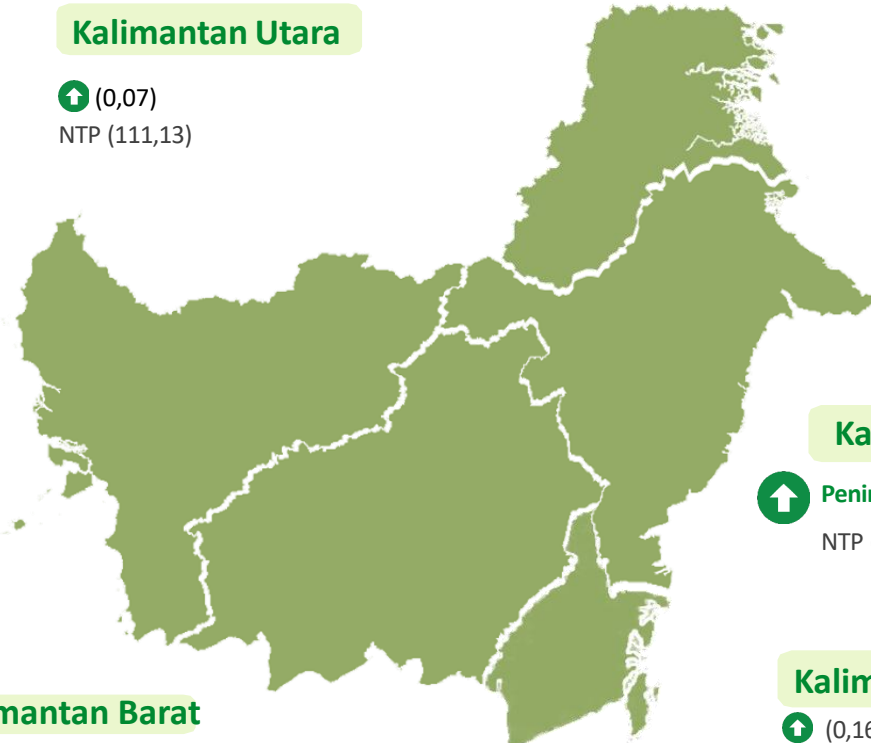 Kalimantan Utara
(0,07)
NTP (111,13)
Ka
Penin
NTP
Kalim
(0,16
mantan Barat